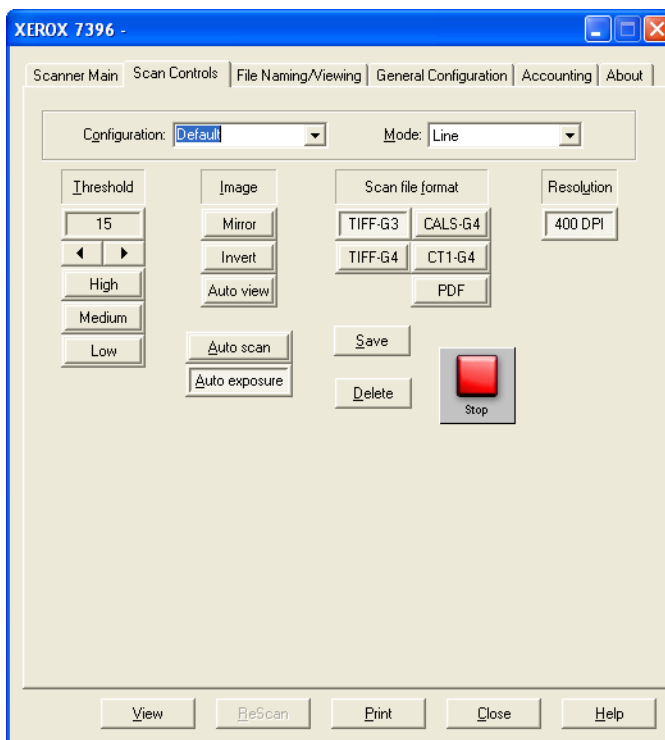 XEROX 7396 -
Scanner Main Scan Controls File Naming/Viewing General Configuration Accounting About
Configuration: Default Mode: Line
Threshold Image Scan file format Resolution
15 Mirror TIFF-G3 CALS-G4 400 DPI
Invert TIFF-G4 CT1-G4
High Auto view PDF
Medium
Low Auto scan Save
Auto exposure Delete Stop
View ReScan Print Close Help